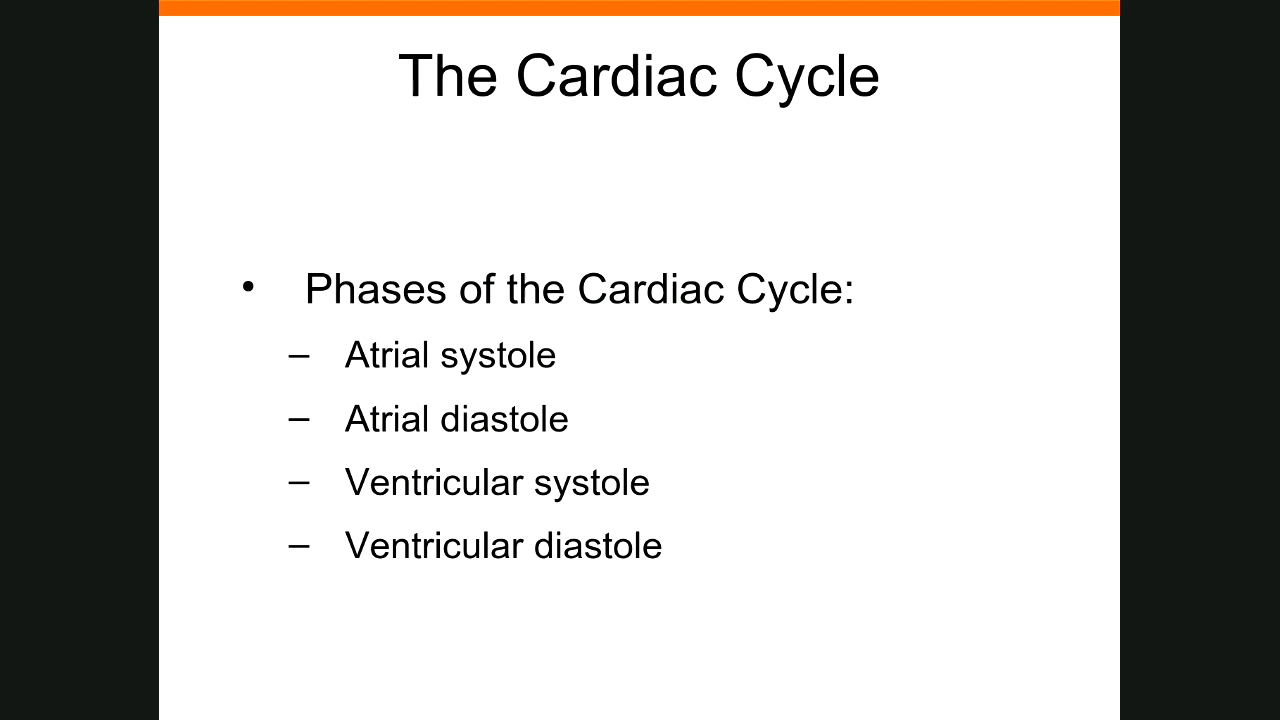 The Cardiac Cycle
• Phases of the Cardiac Cycle:
– Atrial systole
– Atrial diastole
– Ventricular systole
– Ventricular diastole